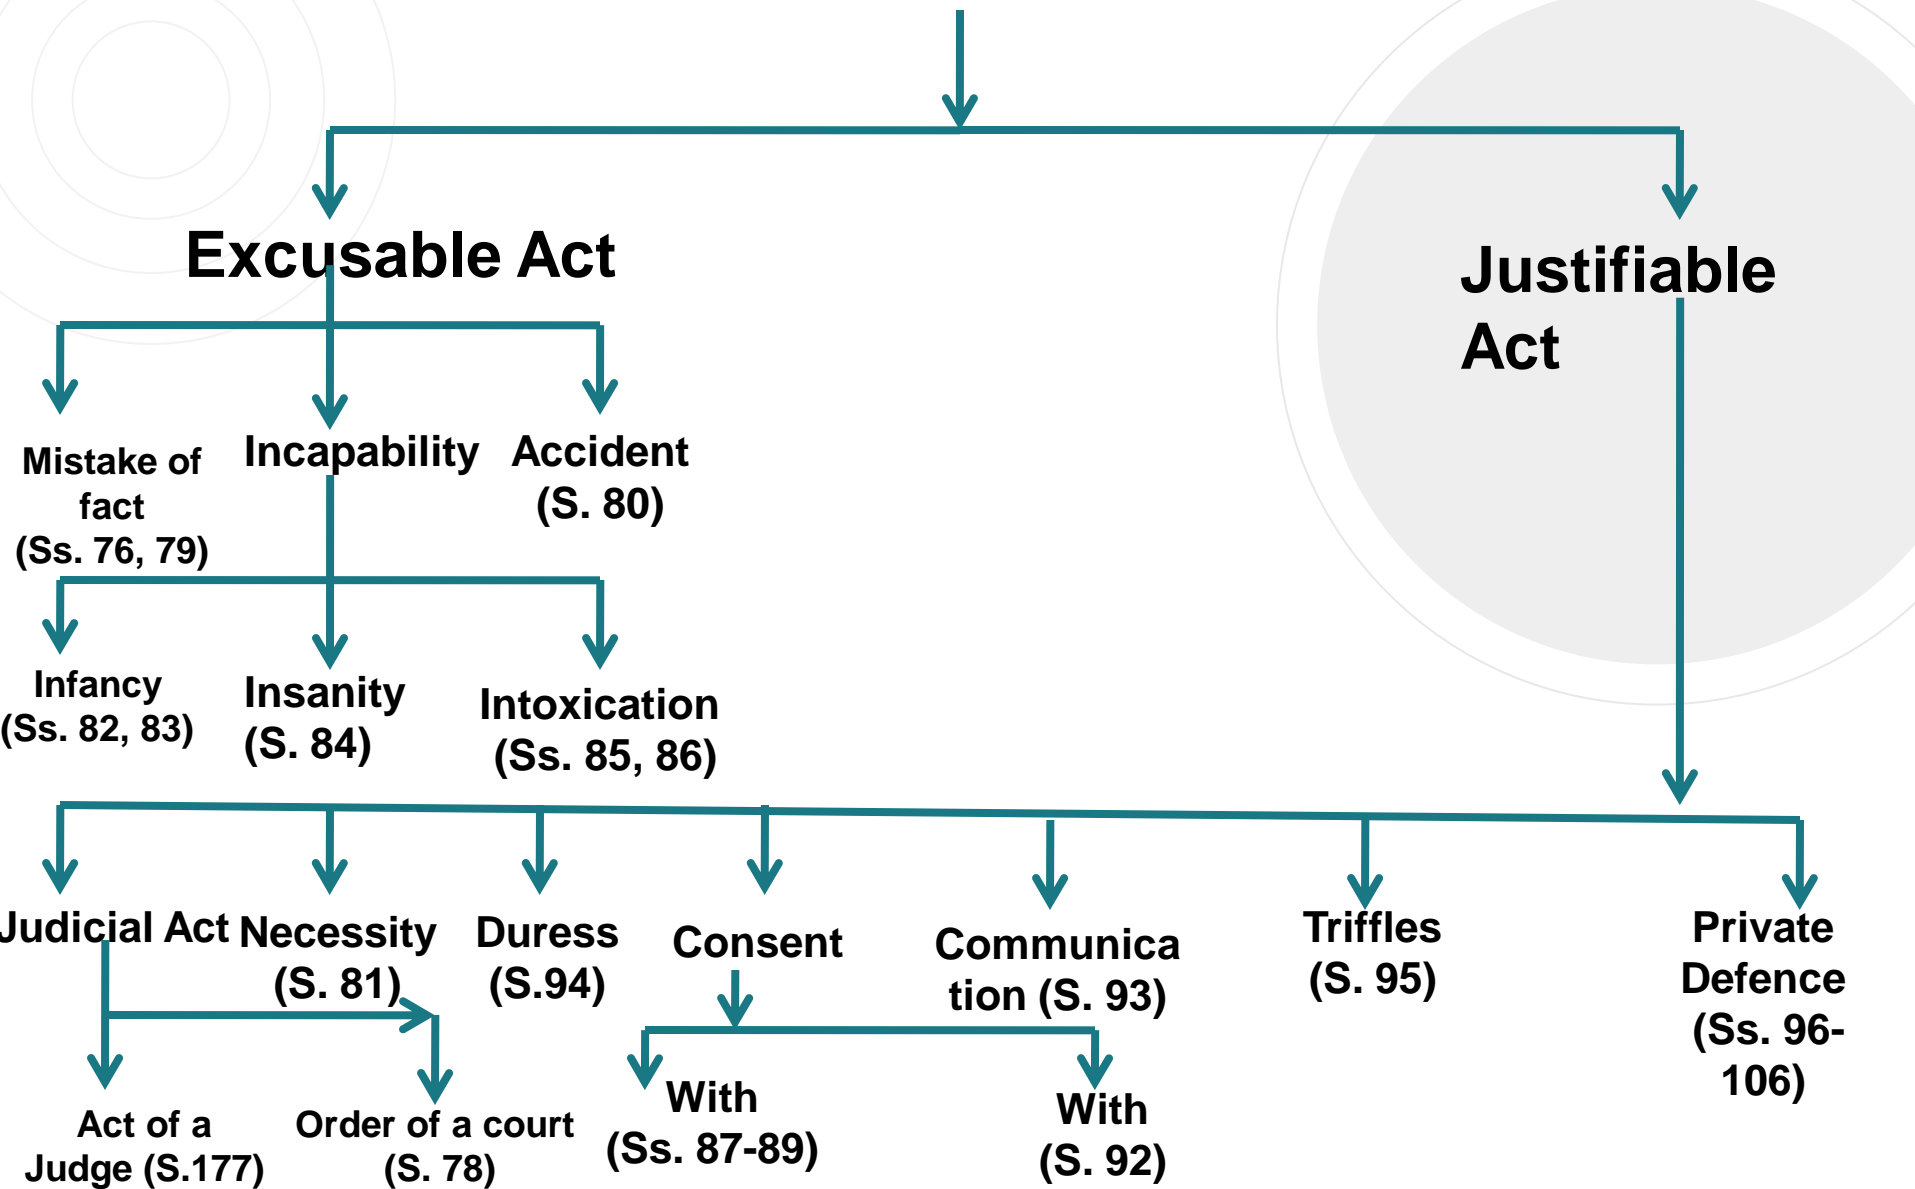 Excusable Act
Justifiable
Act
Mistake of
fact
(Ss. 76, 79)
Incapability
Accident
(S. 80)
Infancy
(Ss. 82, 83)
Insanity
(S. 84)
Intoxication
(Ss. 85, 86)
Judicial Act
Necessity
(S. 81)
Duress
(S.94)
Consent
Communica
tion (S. 93)
Triffles
(S. 95)
Private
Defence
(Ss. 96-
106)
Act of a
Judge (S.177)
Order of a court
(S. 78)
With
(Ss. 87-89)
With
(S. 92)